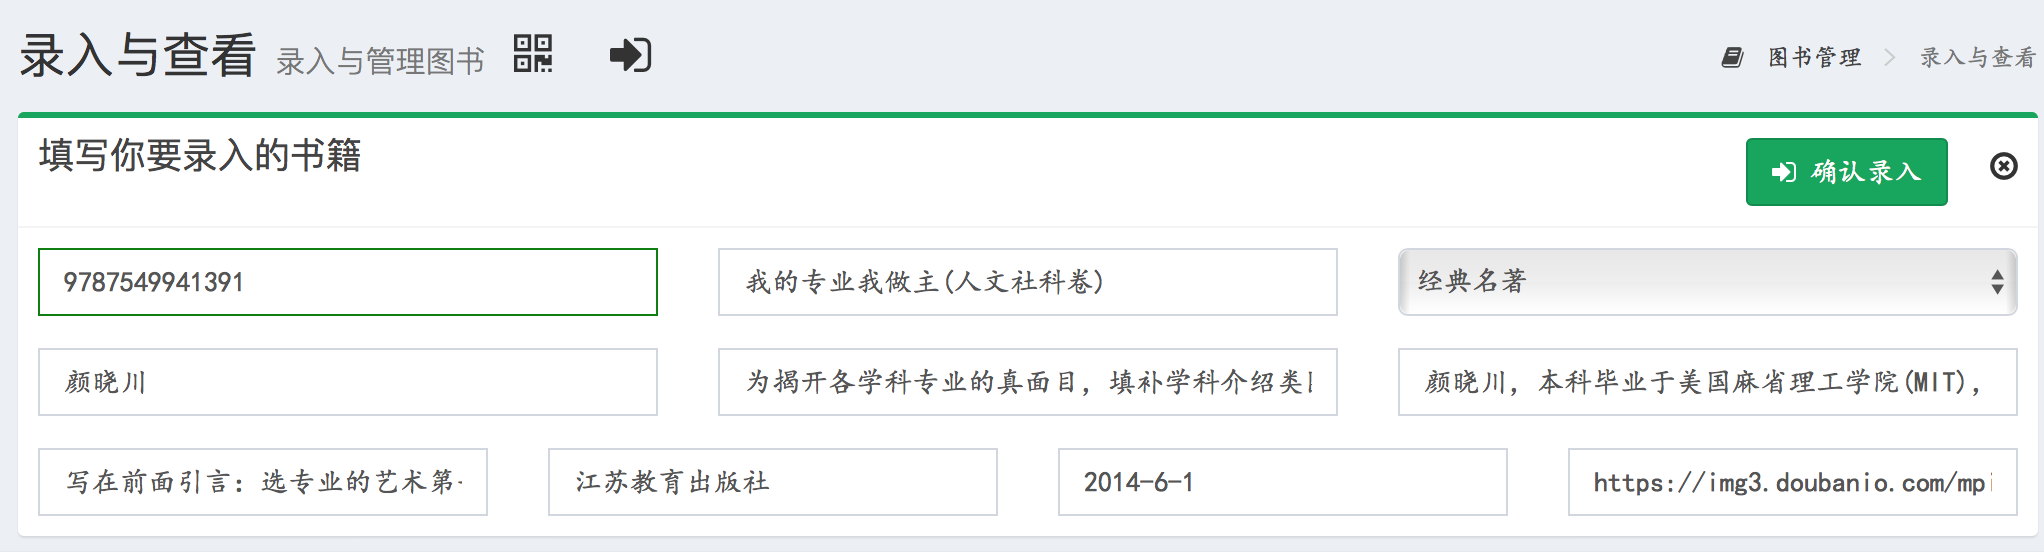 录入与查看 录入与管理图书
图书管理 录入与查看
填写你要录入的书籍
确认录入
9787549941391 我的专业我做主(人文社科卷) 经典名著
颜晓川 为揭开各学科专业的真面目，填补学科介绍类 颜晓川，本科毕业于美国麻省理工学院(MIT)，
写在前面引言：选专业的艺术第 江苏教育出版社 2014-6-1 https://img3.doubanio.com/mpi